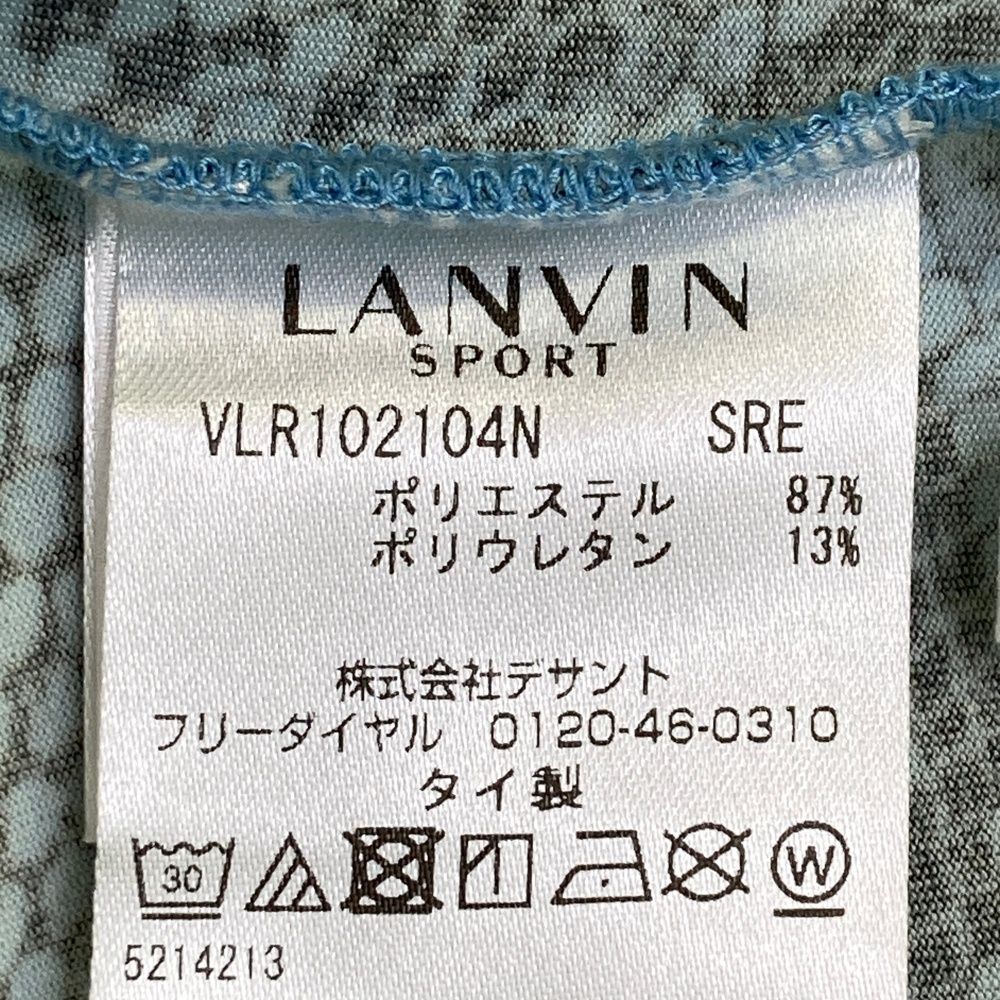 LANVIN
SPORT
VLR102104N SRE
ポリエステル 87%
ポリウレタン 13%
株式会社デサント
フリーダイヤル 0120-46-0310
タイ製
30
W
5214213